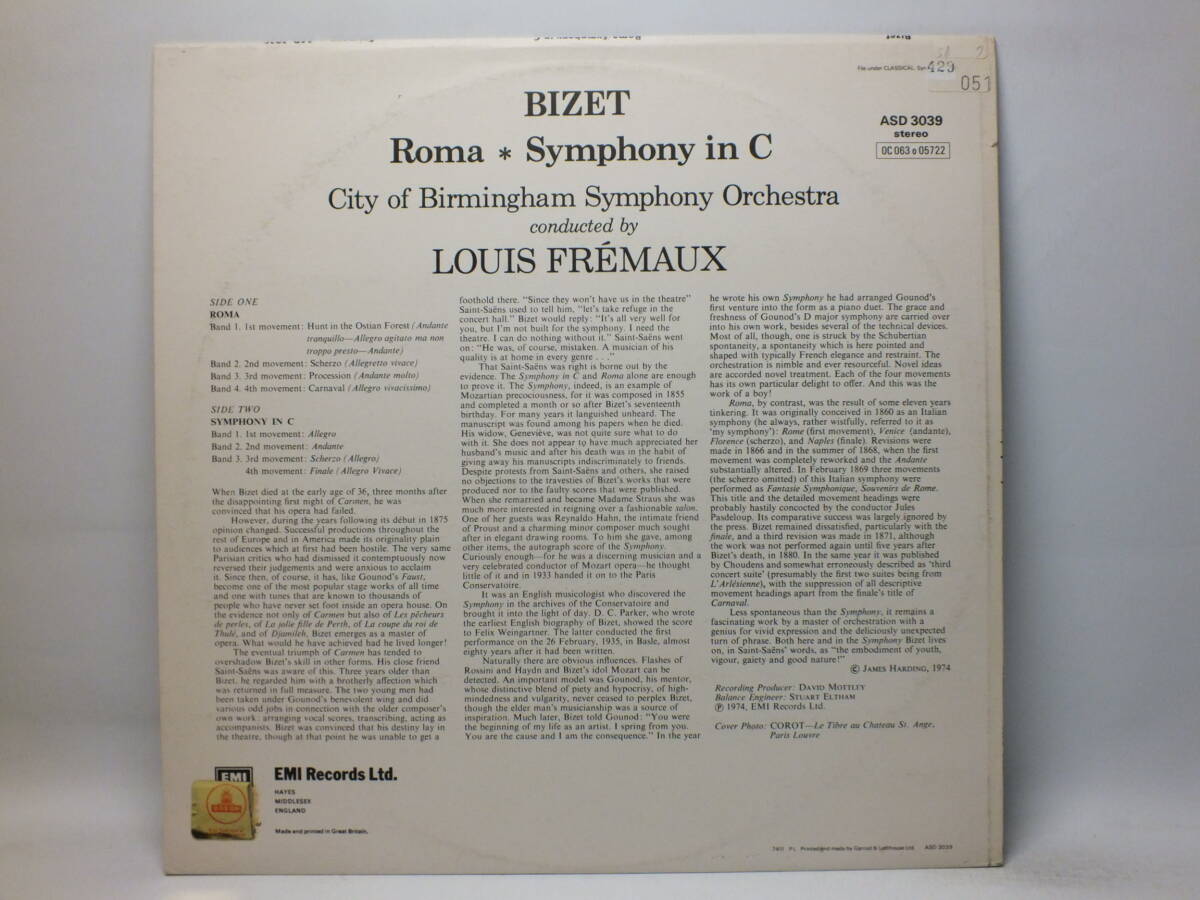 Bizet
File under CLASSICAL
429
051
BIZET
Roma * Symphony in C
ASD 3039
stereo
OC 063 o 05722
City of Birmingham Symphony Orchestra
conducted by
LOUIS FRÉMAUX
SIDE ONE
ROMA
Band 1. 1st movement: Hunt in the Ostian Forest (Andante
tranquillo—Allegro agitato ma non
troppo presto—Andante)
Band 2. 2nd movement: Scherzo (Allegretto vivace)
Band 3. 3rd movement: Procession (Andante molto)
Band 4. 4th movement: Carnaval (Allegro vivacissimo)
SIDE TWO
SYMPHONY IN C
Band 1. 1st movement: Allegro
Band 2. 2nd movement: Andante
Band 3. 3rd movement: Scherzo (Allegro)
4th movement: Finale (Allegro Vivace)
When Bizet died at the early age of 36, three months after
the disappointing first night of Carmen, he was
convinced that his opera had failed.
However, during the years following its début in 1875
opinion changed. Successful productions throughout the
rest of Europe and in America made its originality plain
to audiences which at first had been hostile. The very same
Parisian critics who had dismissed it contemptuously now
reversed their judgements and were anxious to acclaim
it. Since then, of course, it has, like Gounod's Faust,
become one of the most popular stage works of all time
and one with tunes that are known to thousands of
people who have never set foot inside an opera house. On
the evidence not only of Carmen but also of Les pêcheurs
de perles, of La jolie fille de Perth, of La coupe du roi de
Thulé, and of Djamileh, Bizet emerges as a master of
opera. What would he have achieved had he lived longer!
The eventual triumph of Carmen has tended to
overshadow Bizet's skill in other forms. His close friend
Saint-Saëns was aware of this. Three years older than
Bizet, he regarded him with a brotherly affection which
was returned in full measure. The two young men had
been taken under Gounod's benevolent wing and did
various odd jobs in connection with the older composer's
own work: arranging vocal scores, transcribing, acting as
accompanists. Bizet was convinced that his destiny lay in
the theatre, though at that point he was unable to get a
foothold there. “Since they won't have us in the theatre”
Saint-Saëns used to tell him, “let's take refuge in the
concert hall.” Bizet would reply: “It's all very well for
you, but I'm not built for the symphony. I need the
theatre. I can do nothing without it.” Saint-Saëns went
on: “He was, of course, mistaken. A musician of his
quality is at home in every genre . . .”
That Saint-Saëns was right is borne out by the
evidence. The Symphony in C and Roma alone are enough
to prove it. The Symphony, indeed, is an example of
Mozartian precociousness, for it was composed in 1855
and completed a month or so after Bizet's seventeenth
birthday. For many years it languished unheard. The
manuscript was found among his papers when he died.
His widow, Geneviève, was not quite sure what to do
with it. She does not appear to have much appreciated her
husband's music and after his death was in the habit of
giving away his manuscripts indiscriminately to friends.
Despite protests from Saint-Saëns and others, she raised
no objections to the travesties of Bizet's works that were
produced nor to the faulty scores that were published.
When she remarried and became Madame Straus she was
much more interested in reigning over a fashionable salon.
One of her guests was Reynaldo Hahn, the intimate friend
of Proust and a charming minor composer much sought
after in elegant drawing rooms. To him she gave, among
other items, the autograph score of the Symphony.
Curiously enough—for he was a discerning musician and a
very celebrated conductor of Mozart opera—he thought
little of it and in 1933 handed it on to the Paris
Conservatoire.
It was an English musicologist who discovered the
Symphony in the archives of the Conservatoire and
brought it into the light of day. D. C. Parker, who wrote
the earliest English biography of Bizet, showed the score
to Felix Weingartner. The latter conducted the first
performance on the 26 February, 1935, in Basle, almost
eighty years after it had been written.
Naturally there are obvious influences. Flashes of
Rossini and Haydn and Bizet's idol Mozart can be
detected. An important model was Gounod, his mentor,
whose distinctive blend of piety and hypocrisy, of high-
mindedness and vulgarity, never ceased to perplex Bizet,
though the elder man's musicianship was a source of
inspiration. Much later, Bizet told Gounod: “You were
the beginning of my life as an artist. I spring from you.
You are the cause and I am the consequence.” In the year
he wrote his own Symphony he had arranged Gounod's
first venture into the form as a piano duet. The grace and
freshness of Gounod's D major symphony are carried over
into his own work, besides several of the technical devices.
Most of all, though, one is struck by the Schubertian
spontaneity, a spontaneity which is here pointed and
shaped with typically French elegance and restraint. The
orchestration is nimble and ever resourceful. Novel ideas
are accorded novel treatment. Each of the four movements
has its own particular delight to offer. And this was the
work of a boy!
Roma, by contrast, was the result of some eleven years
tinkering. It was originally conceived in 1860 as an Italian
symphony (he always, rather wistfully, referred to it as
'my symphony'): Rome (first movement), Venice (andante),
Florence (scherzo), and Naples (finale). Revisions were
made in 1866 and in the summer of 1868, when the first
movement was completely reworked and the Andante
substantially altered. In February 1869 three movements
(the scherzo omitted) of this Italian symphony were
performed as Fantasie Symphonique, Souvenirs de Rome.
This title and the detailed movement headings were
probably hastily concocted by the conductor Jules
Pasdeloup. Its comparative success was largely ignored by the
press. Bizet remained dissatisfied, particularly with the
finale, and a third revision was made in 1871, although
the work was not performed again until five years after
Bizet's death, in 1880. In the same year it was published
by Choudens and somewhat erroneously described as 'third
concert suite' (presumably the first two suites being from
L'Arlésienne), with the suppression of all descriptive
movement headings apart from the finale's title of
Carnaval.
Less spontaneous than the Symphony, it remains a
fascinating work by a master of orchestration with a
genius for vivid expression and the deliciously unexpected
turn of phrase. Both here and in the Symphony Bizet lives
on, in Saint-Saëns' words, as “the embodiment of youth,
vigour, gaiety and good nature!”
© JAMES HARDING, 1974
Recording Producer: DAVID MOTTLEY
Balance Engineer: STUART ELTHAM
℗ 1974, EMI Records Ltd.
Cover Photo: COROT—Le Tibre au Chateau St. Ange,
Paris Louvre
EMI
EMI Records Ltd.
HAYES
MIDDLESEX
ENGLAND
Made and printed in Great Britain.
7401 P L Printed and made by Garrod & Lofthouse Ltd. ASD 3039